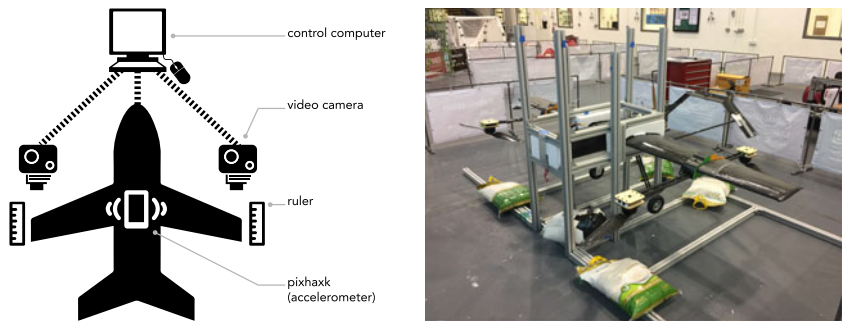 control computer
video camera
ruler
pixhaxk
(accelerometer)